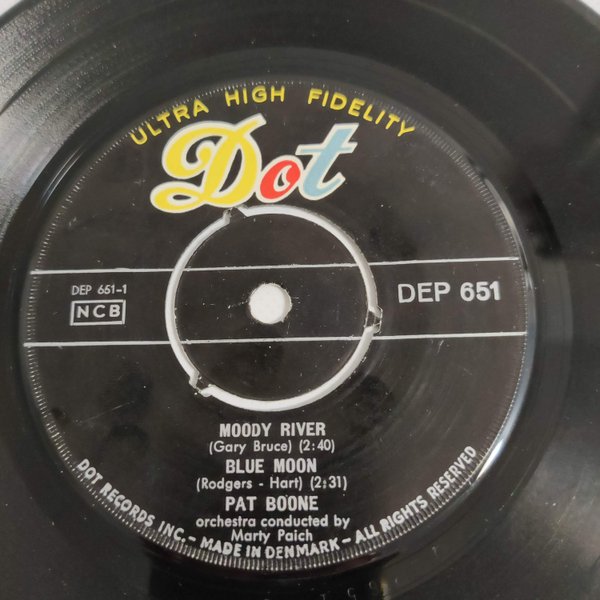 ULTRA HIGH FIDELITY
Dot
DEP 651-1
NCB
DEP 651
MOODY RIVER
(Gary Bruce) (2:40)
BLUE MOON
(Rodgers - Hart) (2:31)
PAT BOONE
orchestra conducted by
Marty Paich
DOT RECORDS INC. - MADE IN DENMARK - ALL RIGHTS RESERVED